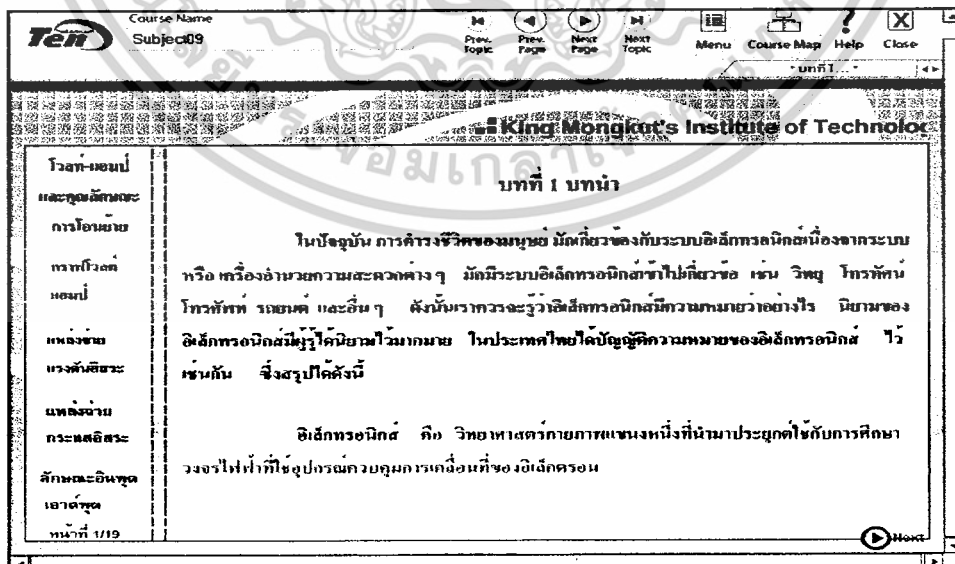 Ten
Course Name
Subjec09
Prev. Topic
Prev. Page
Next Page
Next Topic
Menu
Course Map
Help
Close
บทที่1...
King Mongkut's Institute of Technoloc
โวลท์-แอมป์
และคุณลักษณะ
การโอนย้าย
กราฟโวลต์
แอมป์
แหล่งจ่าย
แรงดันอิสระ
แหล่งจ่าย
กระแสอิสระ
ลักษณะอินพุต
เอาต์พุต
หน้าที่ 1/19
บทที่ 1 บทนำ
ในปัจจุบัน การดำรงชีวิตของมนุษย์ มักเกี่ยวข้องกับระบบอิเล็กทรอนิกส์เนื่องจากระบบ
หรือ เครื่องอำนวยความสะดวกต่าง ๆ มักมีระบบอิเล็กทรอนิกส์เข้าไปเกี่ยวข้อ เช่น วิทยุ โทรทัศน์
โทรศัพท์ รถยนต์ และอื่น ๆ ดังนั้นเราควรจะรู้ว่าอิเล็กทรอนิกส์มีความหมายว่าอย่างไร นิยามของ
อิเล็กทรอนิกส์มีผู้รู้ได้นิยามไว้มากมาย ในประเทศไทยได้บัญญัติความหมายของอิเล็กทรอนิกส์ ไว้
เช่นกัน ซึ่งสรุปได้ดังนี้
อิเล็กทรอนิกส์ คือ วิทยาศาสตร์กายภาพแขนงหนึ่งที่นำมาประยุกต์ใช้กับการศึกษา
วงจรไฟฟ้าที่ใช้อุปกรณ์ควบคุมการเคลื่อนที่ของอิเล็กตรอน
Next